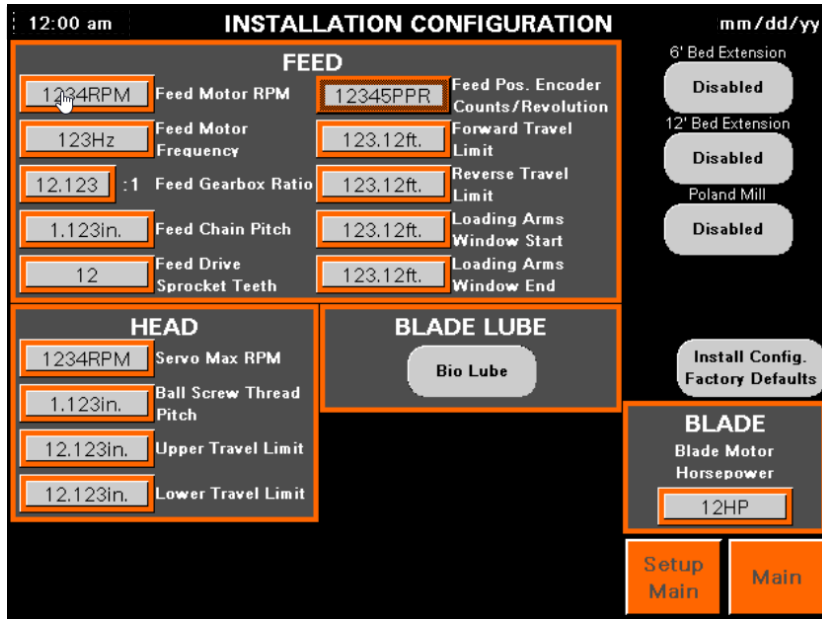 12:00 am
INSTALLATION CONFIGURATION
mm/dd/yy
FEED
1234RPM Feed Motor RPM
123Hz Feed Motor
Frequency
12.123 :1 Feed Gearbox Ratio
1.123in. Feed Chain Pitch
12 Feed Drive
Sprocket Teeth
12345PPR Feed Pos. Encoder
Counts/Revolution
123.12ft. Forward Travel
Limit
123.12ft. Reverse Travel
Limit
123.12ft. Loading Arms
Window Start
123.12ft. Loading Arms
Window End
6' Bed Extension
Disabled
12' Bed Extension
Disabled
Poland Mill
Disabled
HEAD
1234RPM Servo Max RPM
1.123in. Ball Screw Thread
Pitch
12.123in. Upper Travel Limit
12.123in. Lower Travel Limit
BLADE LUBE
Bio Lube
Install Config.
Factory Defaults
BLADE
Blade Motor
Horsepower
12HP
Setup
Main
Main